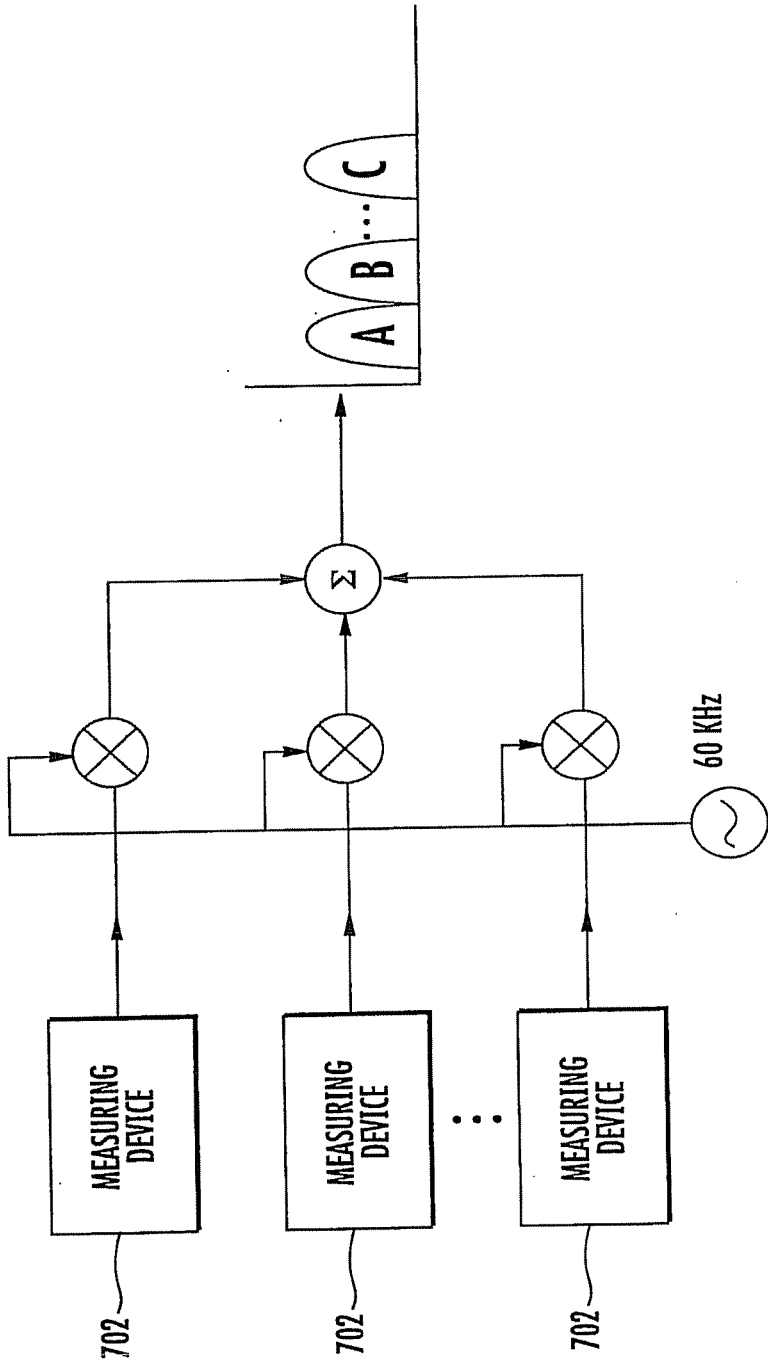 702
MEASURING
DEVICE
702
MEASURING
DEVICE
...
702
MEASURING
DEVICE
60 KHz
Σ
A
B
...
C